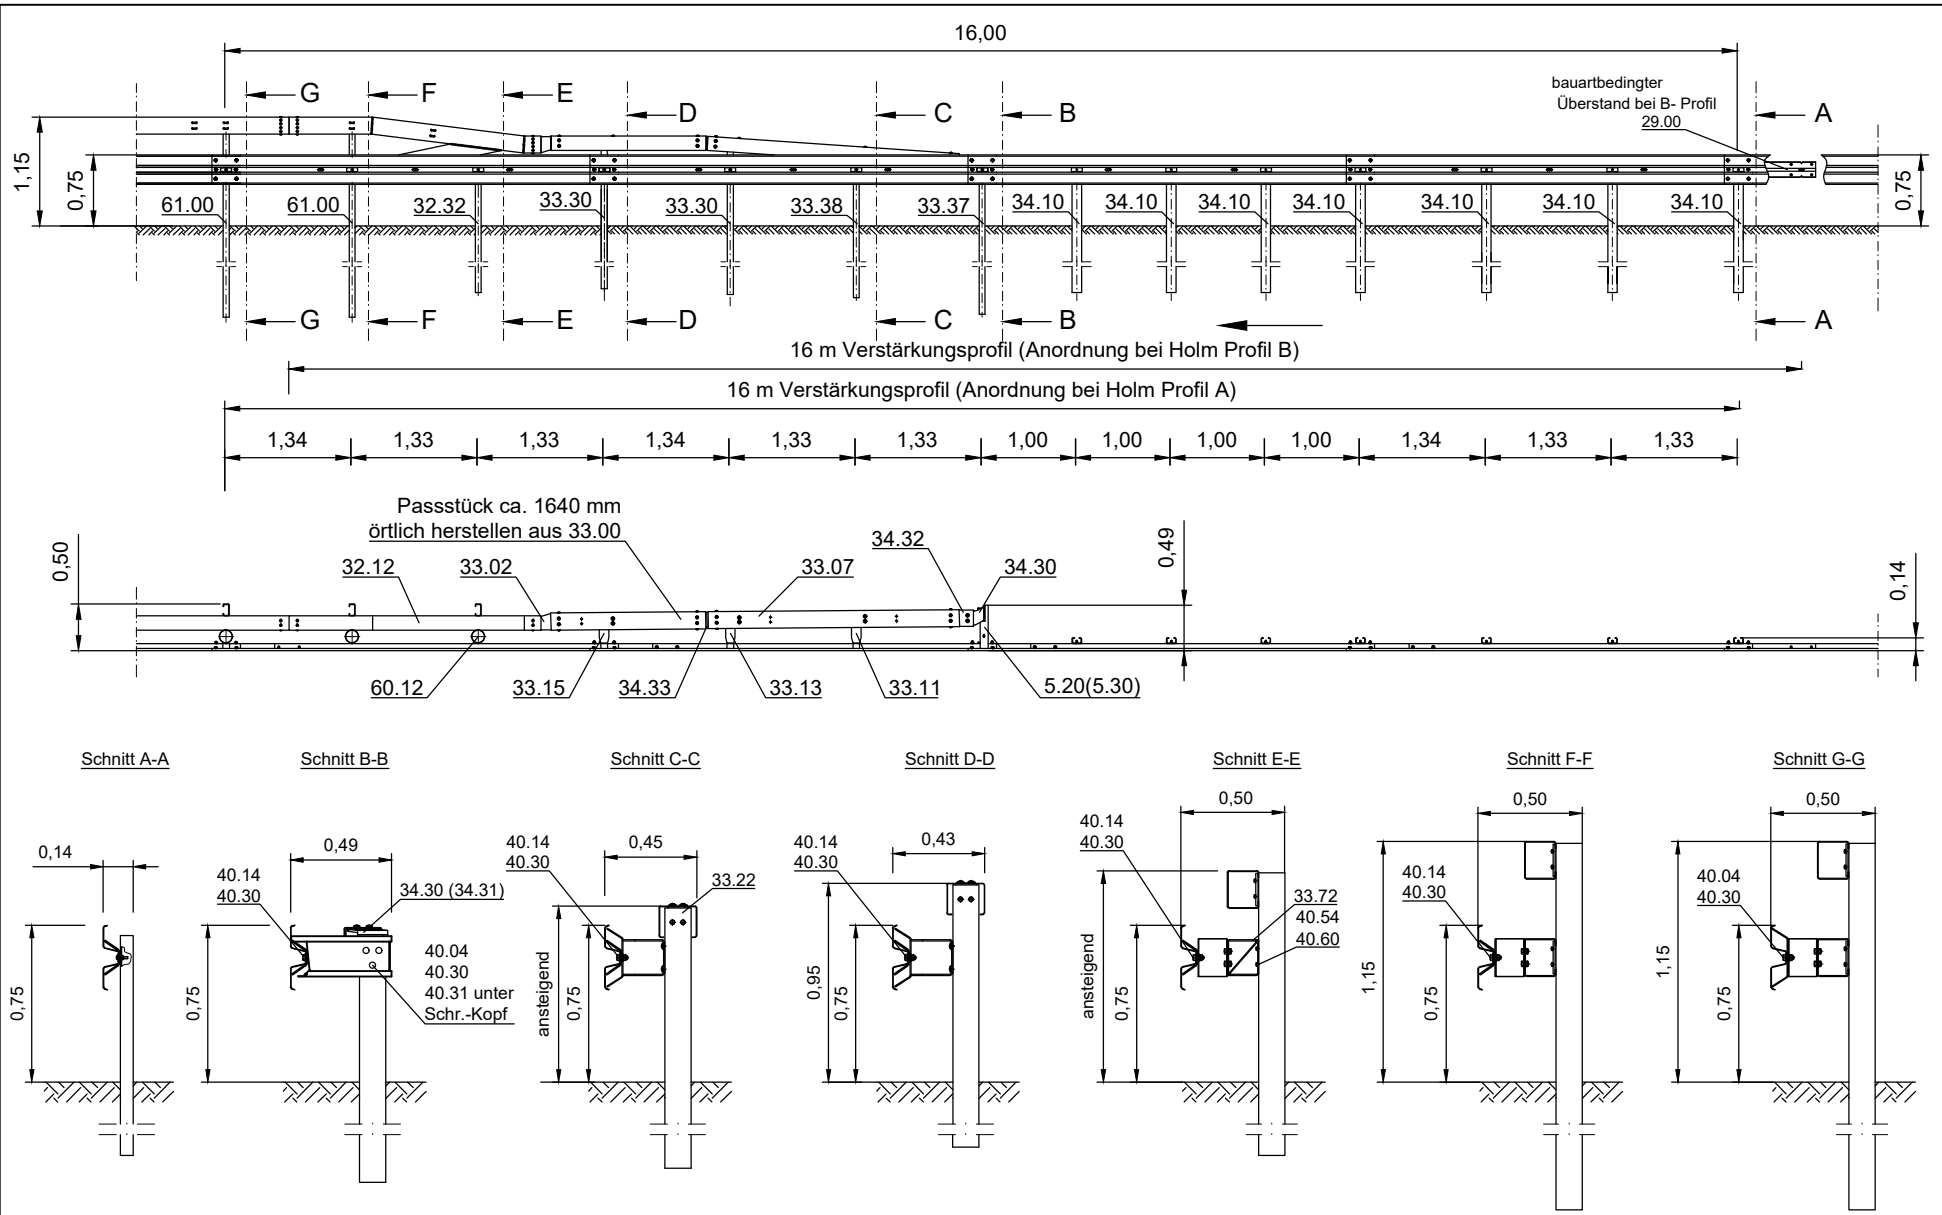 16,00
bauartbedingter
Überstand bei B- Profil
29.00
G
F
E
D
C
B
A
1,15
0,75
61.00
61.00
32.32
33.30
33.30
33.38
33.37
34.10
34.10
34.10
34.10
34.10
34.10
34.10
0,75
G
F
E
D
C
B
A
16 m Verstärkungsprofil (Anordnung bei Holm Profil B)
16 m Verstärkungsprofil (Anordnung bei Holm Profil A)
1,34
1,33
1,33
1,34
1,33
1,33
1,00
1,00
1,00
1,00
1,34
1,33
1,33
Passstück ca. 1640 mm
örtlich herstellen aus 33.00
0,50
32.12
33.02
33.07
34.32
34.30
0,49
0,14
60.12
33.15
34.33
33.13
33.11
5.20(5.30)
Schnitt A-A
Schnitt B-B
Schnitt C-C
Schnitt D-D
Schnitt E-E
Schnitt F-F
Schnitt G-G
0,14
0,75
0,49
40.14
40.30
34.30 (34.31)
40.04
40.30
40.31 unter
Schr.-Kopf
0,75
40.14
40.30
0,45
33.22
ansteigend
0,75
40.14
40.30
0,43
0,95
0,75
40.14
40.30
0,50
33.72
40.54
40.60
ansteigend
0,75
0,50
40.14
40.30
1,15
0,75
0,50
40.04
40.30
1,15
0,75